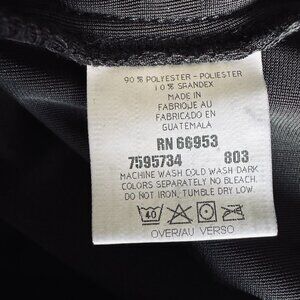 90% POLYESTER - POLIESTER
10% SPANDEX
MADE IN
FABRIQUE AU
FABRICADO EN
GUATEMALA
RN 66953
7595734 803
MACHINE WASH COLD WASH DARK
COLORS SEPARATELY NO BLEACH.
DO NOT IRON, TUMBLE DRY LOW.
40
OVER/AU VERSO